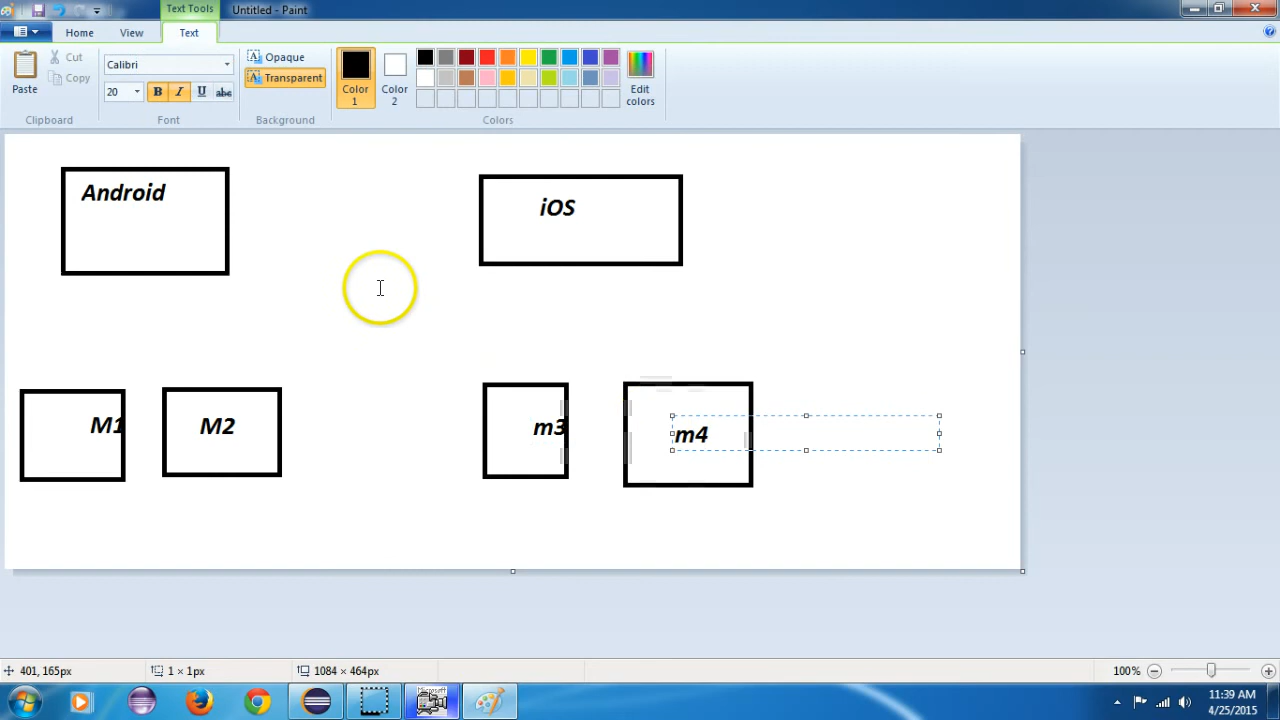 Text Tools
Untitled - Paint
Home
View
Text
Paste
Cut
Copy
Clipboard
Calibri
20
B I U abc
Font
Opaque
Transparent
Background
Color 1
Color 2
Edit colors
Colors
Android
iOS
M1
M2
m3
m4
401, 165px
1 × 1px
1084 × 464px
100%
Microsoft
11:39 AM
4/25/2015